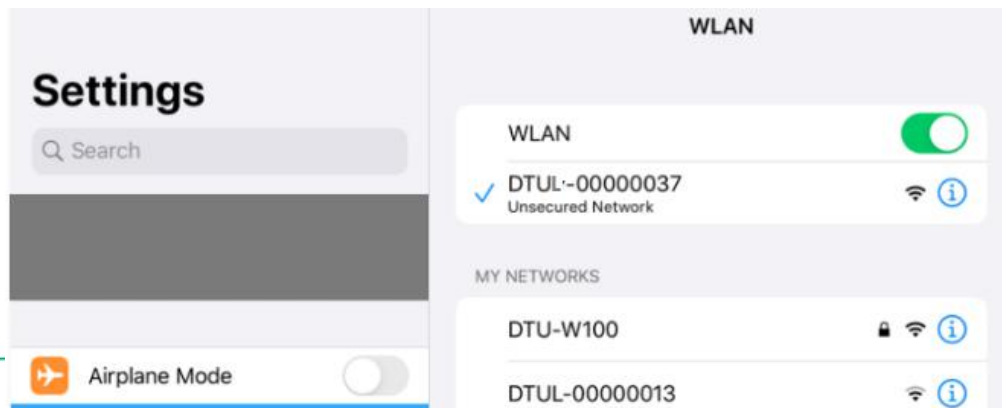 WLAN
Settings
Search
WLAN
DTUL-00000037
Unsecured Network
MY NETWORKS
DTU-W100
DTUL-00000013
Airplane Mode